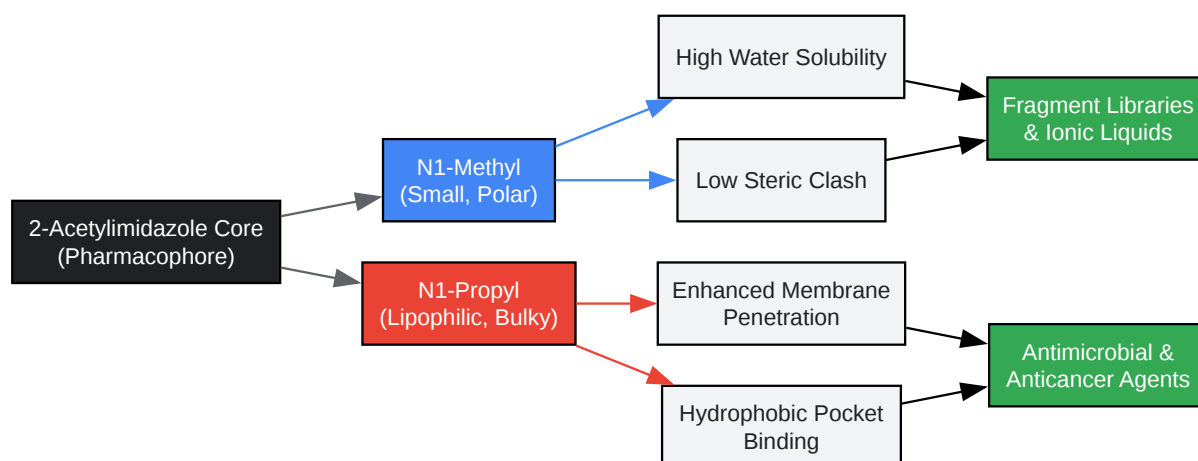 2-Acetylimidazole Core
(Pharmacophore)
N1-Methyl
(Small, Polar)
N1-Propyl
(Lipophilic, Bulky)
High Water Solubility
Low Steric Clash
Enhanced Membrane
Penetration
Hydrophobic Pocket
Binding
Fragment Libraries
& Ionic Liquids
Antimicrobial &
Anticancer Agents